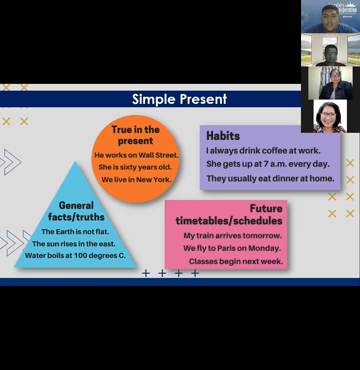 Simple Present
True in the
present
He works on Wall Street.
She is sixty years old.
We live in New York.
Habits
I always drink coffee at work.
She gets up at 7 a.m. every day.
They usually eat dinner at home.
General
facts/truths
The Earth is not flat.
The sun rises in the east.
Water boils at 100 degrees C.
Future
timetables/schedules
My train arrives tomorrow.
We fly to Paris on Monday.
Classes begin next week.